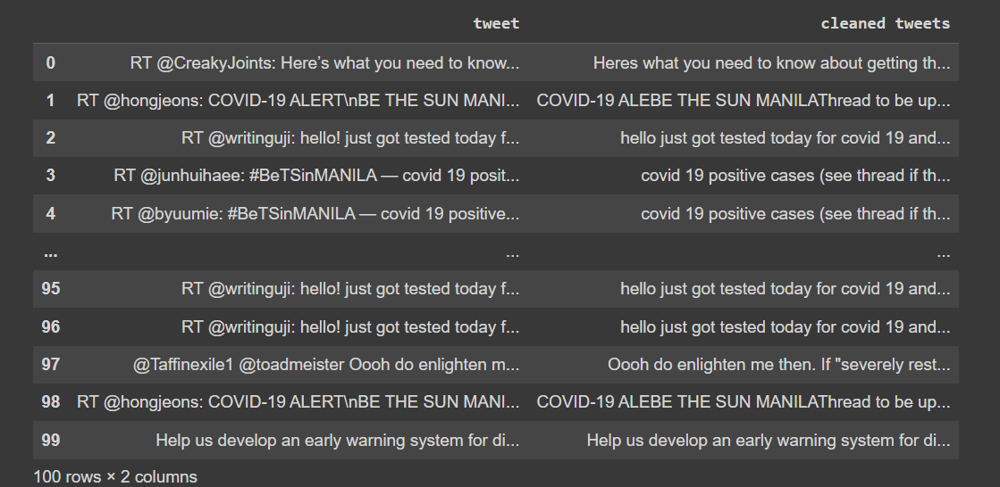 tweet cleaned tweets
0 RT @CreakyJoints: Here’s what you need to know... Heres what you need to know about getting th...
1 RT @hongjeons: COVID-19 ALERT\nBE THE SUN MANI... COVID-19 ALEBE THE SUN MANILAThread to be up...
2 RT @writinguji: hello! just got tested today f... hello just got tested today for covid 19 and...
3 RT @junhuihaee: #BeTSinMANILA — covid 19 posit... covid 19 positive cases (see thread if th...
4 RT @byuumie: #BeTSinMANILA — covid 19 positive... covid 19 positive cases (see thread if th...
... ... ...
95 RT @writinguji: hello! just got tested today f... hello just got tested today for covid 19 and...
96 RT @writinguji: hello! just got tested today f... hello just got tested today for covid 19 and...
97 @Taffinexile1 @toadmeister Oooh do enlighten m... Oooh do enlighten me then. If "severely rest...
98 RT @hongjeons: COVID-19 ALERT\nBE THE SUN MANI... COVID-19 ALEBE THE SUN MANILAThread to be up...
99 Help us develop an early warning system for di... Help us develop an early warning system for di...
100 rows × 2 columns